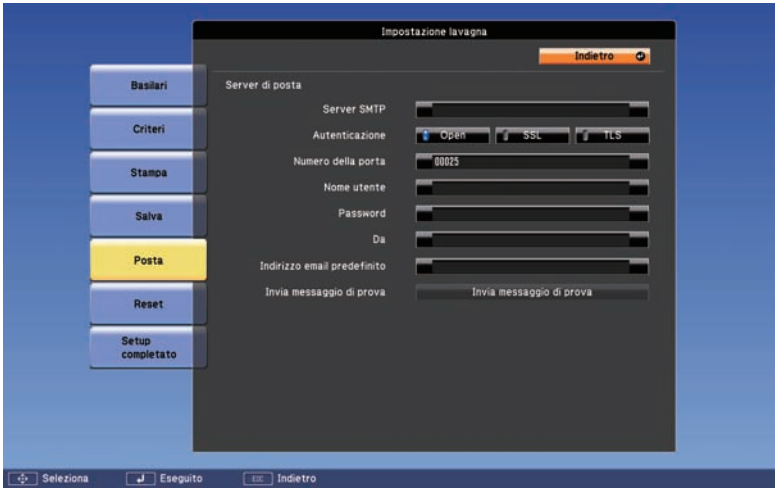 Impostazione lavagna
Indietro
Basilari
Criteri
Stampa
Salva
Posta
Reset
Setup
completato
Server di posta
Server SMTP
Autenticazione
Open
SSL
TLS
Numero della porta
00025
Nome utente
Password
Da
Indirizzo email predefinito
Invia messaggio di prova
Invia messaggio di prova
Seleziona
Eseguito
ESC
Indietro